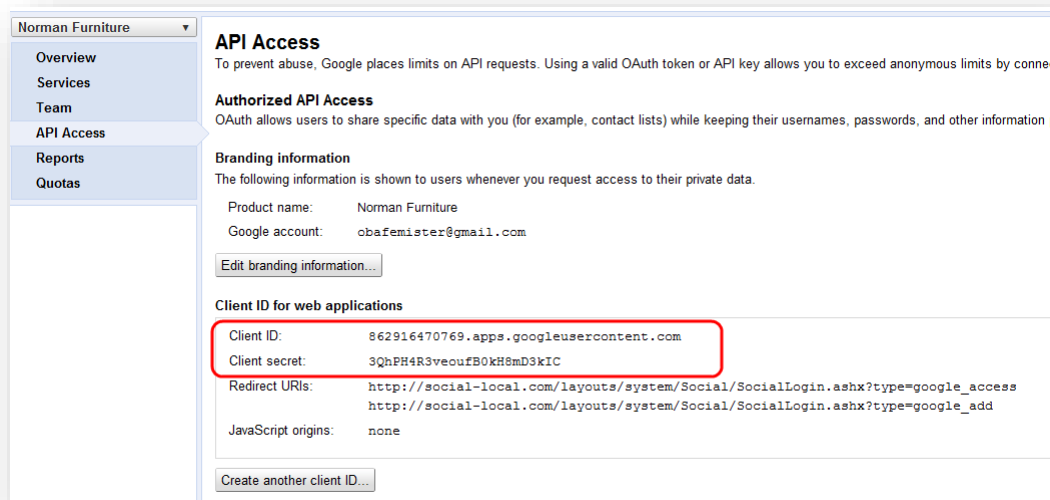 Norman Furniture
Overview
Services
Team
API Access
Reports
Quotas
API Access
To prevent abuse, Google places limits on API requests. Using a valid OAuth token or API key allows you to exceed anonymous limits by conne
Authorized API Access
OAuth allows users to share specific data with you (for example, contact lists) while keeping their usernames, passwords, and other information
Branding information
The following information is shown to users whenever you request access to their private data.
Product name: Norman Furniture
Google account: obafemister@gmail.com
Edit branding information...
Client ID for web applications
Client ID: 862916470769.apps.googleusercontent.com
Client secret: 3QhPH4R3veoufB0kH8mD3kIC
Redirect URIs: http://social-local.com/layouts/system/Social/SocialLogin.ashx?type=google_access
http://social-local.com/layouts/system/Social/SocialLogin.ashx?type=google_add
JavaScript origins: none
Create another client ID...